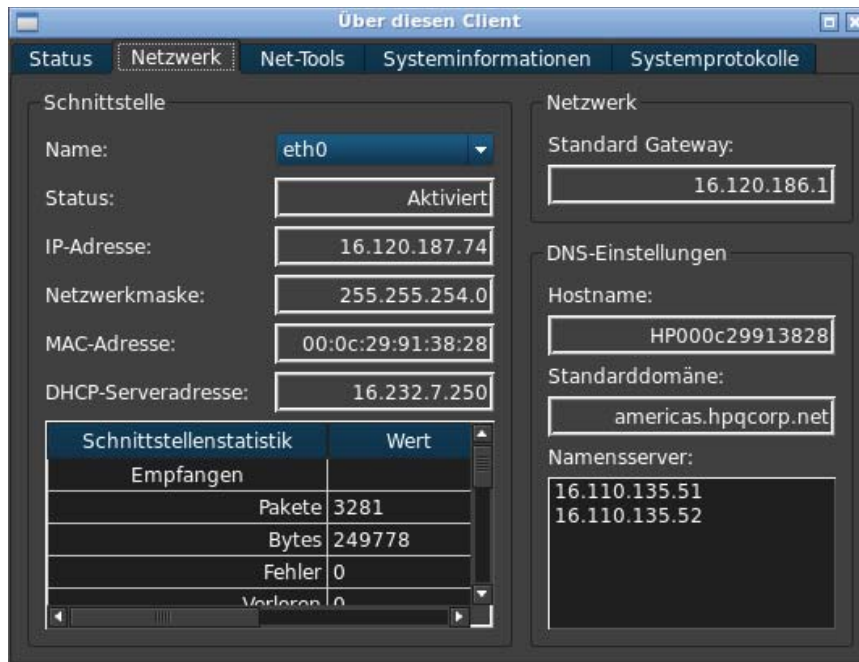 Über diesen Client
Status Netzwerk Net-Tools Systeminformationen Systemprotokolle
Schnittstelle
Name: eth0
Status: Aktiviert
IP-Adresse: 16.120.187.74
Netzwerkmaske: 255.255.254.0
MAC-Adresse: 00:0c:29:91:38:28
DHCP-Serveradresse: 16.232.7.250
Schnittstellenstatistik Wert
Empfangen
Pakete 3281
Bytes 249778
Fehler 0
Verloren 0
Netzwerk
Standard Gateway:
16.120.186.1
DNS-Einstellungen
Hostname:
HP000c29913828
Standarddomäne:
americas.hpqcorp.net
Namensserver:
16.110.135.51
16.110.135.52